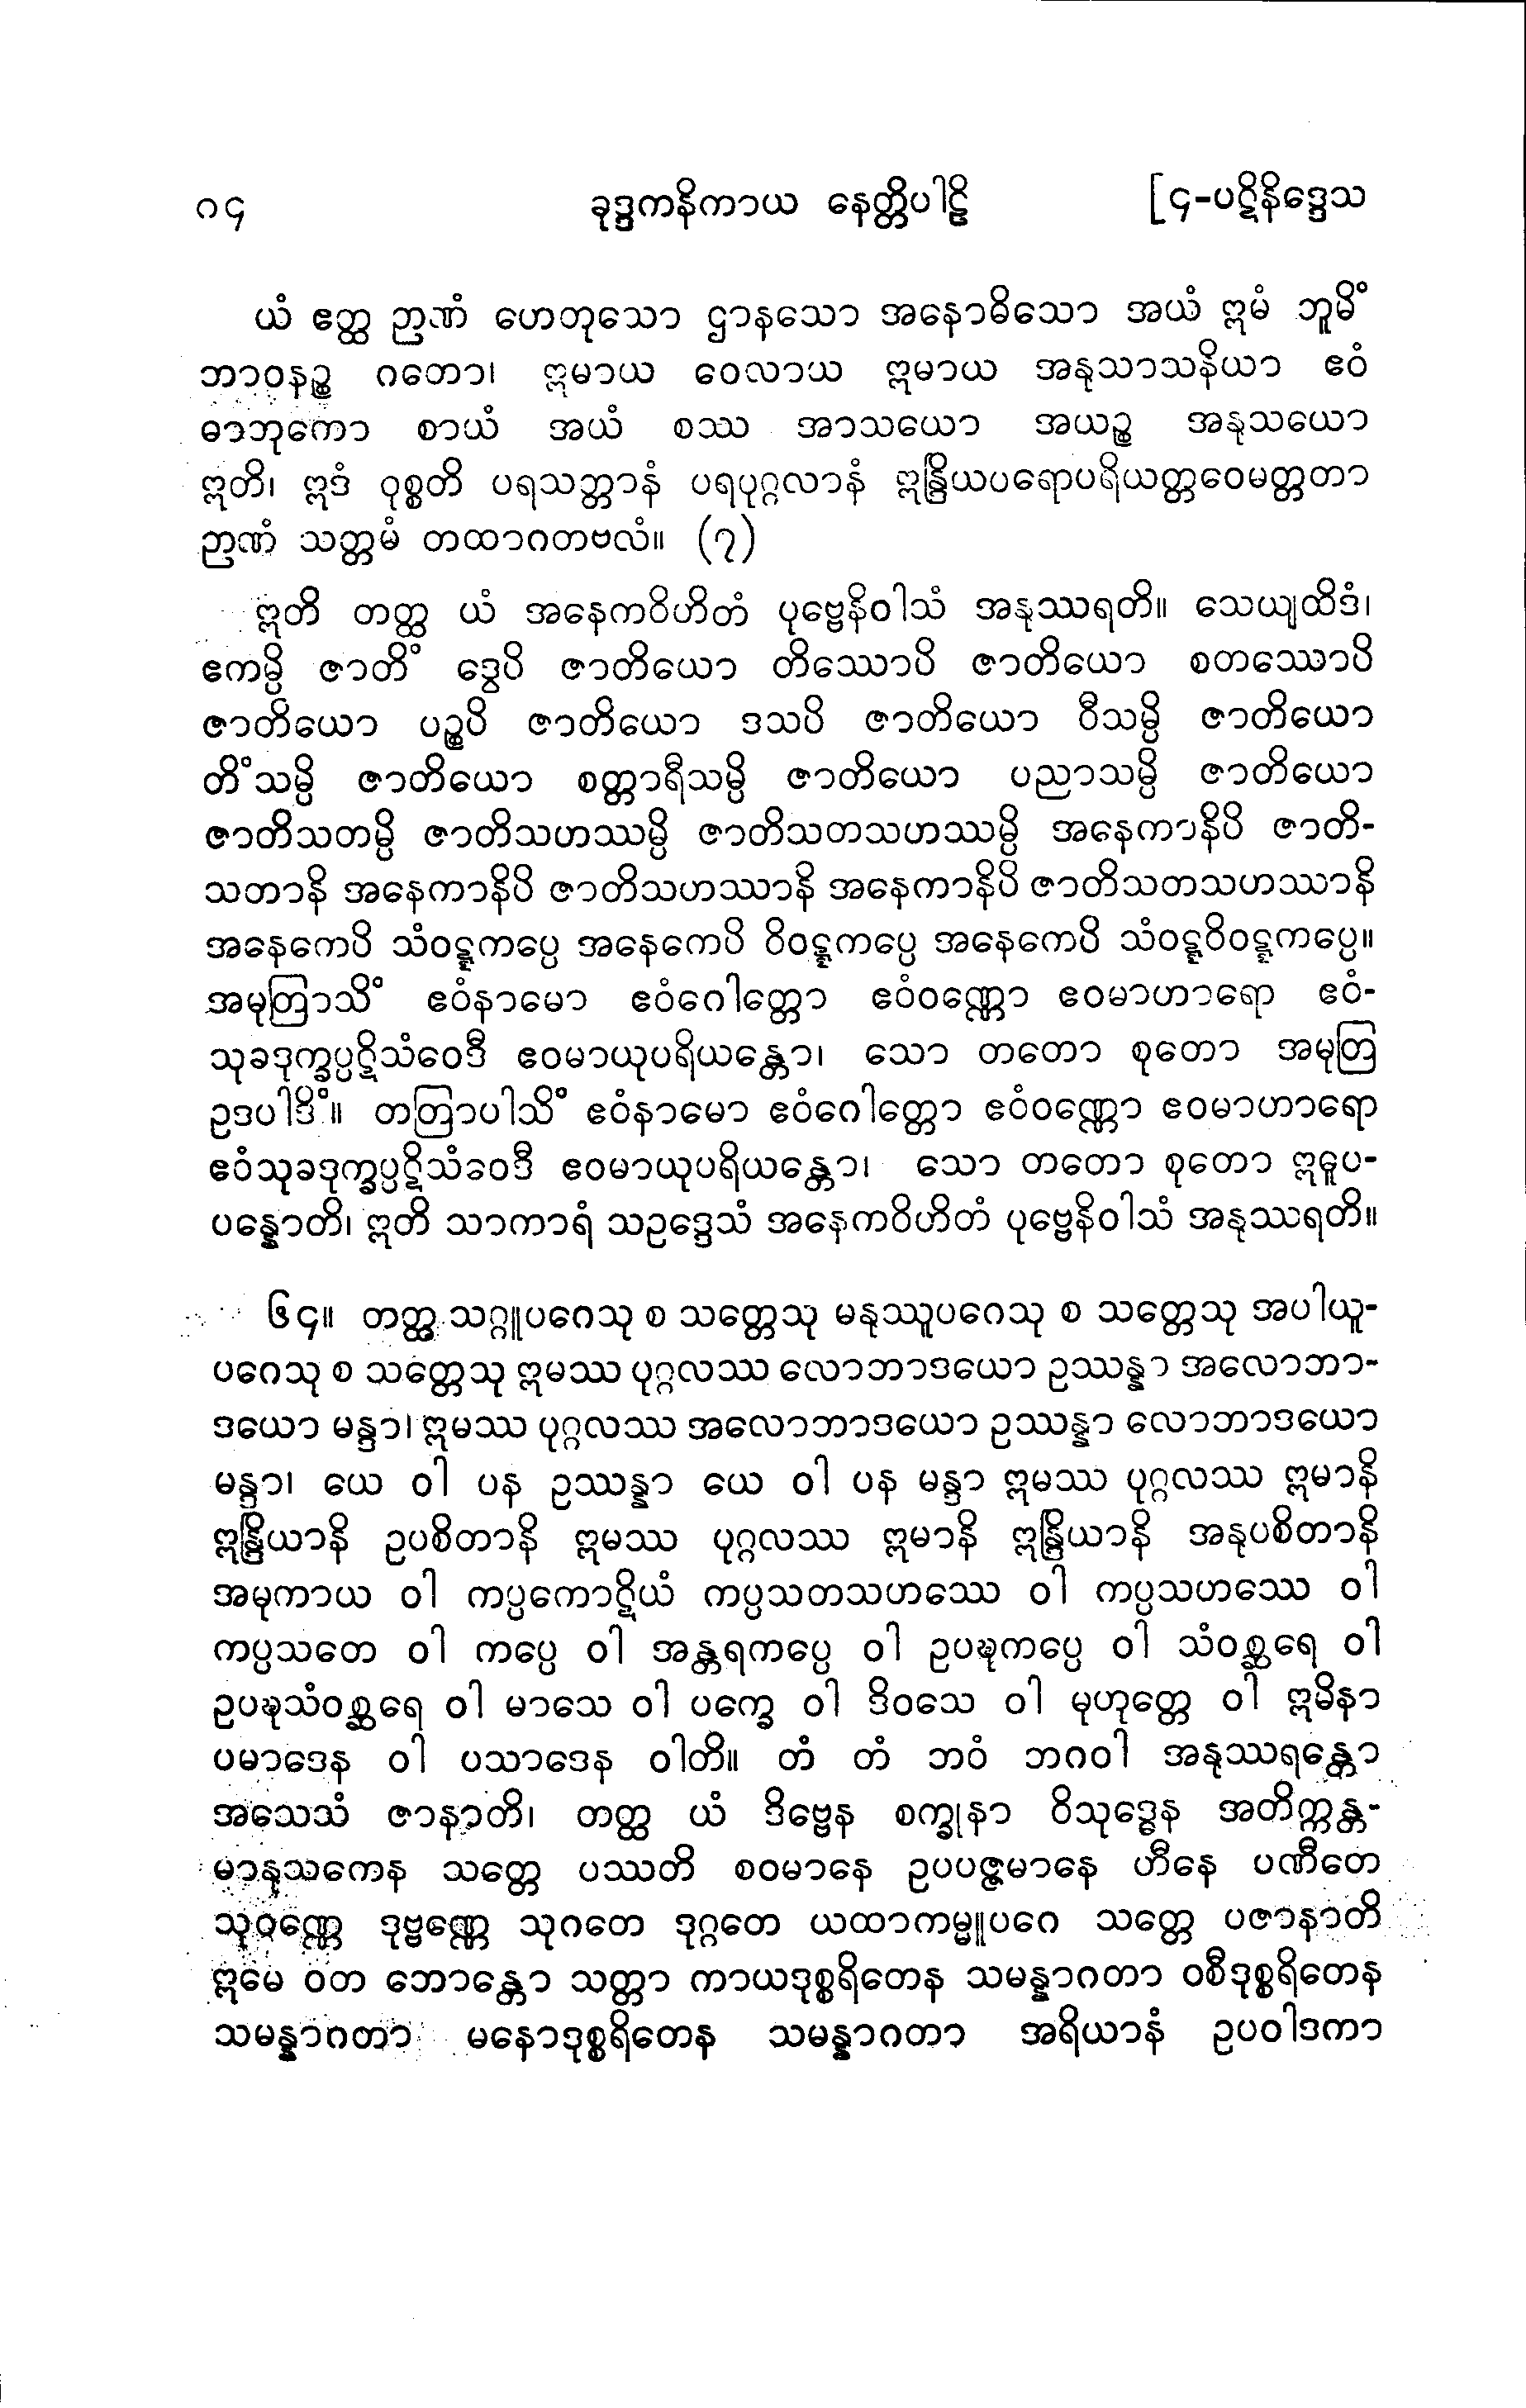 ၈၄ ခုဒ္ဒကနိကာယ နေတ္တိပါဠိ [၄-ပဋိနိဒ္ဒေသ
ယံ ဧတ္ထ ဉာဏံ ဟေတုသော ဌာနသော အနောဓိသော အယံ ဣမံ ဘူမိံ
ဘာဝနဉ္စ ဂတော၊ ဣမာယ ဝေလာယ ဣမာယ အနုသာသနိယာ ဧဝံ
ဓာတုကော စာယံ အယံ စဿ အာသယော အယဉ္စ အနုသယော
ဣတိ၊ ဣဒံ ဝုစ္စတိ ပရသတ္တာနံ ပရပုဂ္ဂလာနံ ဣန္ဒြိယပရောပရိယတ္တဝေမတ္တတာ
ဉာဏံ သတ္တမံ တထာဂတဗလံ။ (၇)
ဣတိ တတ္ထ ယံ အနေကဝိဟိတံ ပုဗ္ဗေနိဝါသံ အနုဿရတိ။ သေယျထိဒံ၊
ဧကမ္ပိ ဇာတိံ ဒွေပိ ဇာတိယော တိဿောပိ ဇာတိယော စတဿောပိ
ဇာတိယော ပဉ္စပိ ဇာတိယော ဒသပိ ဇာတိယော ဝီသမ္ပိ ဇာတိယော
တိံသမ္ပိ ဇာတိယော စတ္တာရီသမ္ပိ ဇာတိယော ပညာသမ္ပိ ဇာတိယော
ဇာတိသတမ္ပိ ဇာတိသဟဿမ္ပိ ဇာတိသတသဟဿမ္ပိ အနေကာနိပိ ဇာတိ-
သတာနိ အနေကာနိပိ ဇာတိသဟဿာနိ အနေကာနိပိ ဇာတိသတသဟဿာနိ
အနေကေပိ သံဝဋ္ဋကပ္ပေ အနေကေပိ ဝိဝဋ္ဋကပ္ပေ အနေကေပိ သံဝဋ္ဋဝိဝဋ္ဋကပ္ပေ။
အမုတြာသိံ ဧဝံနာမော ဧဝံဂေါတ္တော ဧဝံဝဏ္ဏော ဧဝမာဟာရော ဧဝံ-
သုခဒုက္ခပ္ပဋိသံဝေဒီ ဧဝမာယုပရိယန္တော၊ သော တတော စုတော အမုတြ
ဥဒပါဒိံ။ တတြာပါသိံ ဧဝံနာမော ဧဝံဂေါတ္တော ဧဝံဝဏ္ဏော ဧဝမာဟာရော
ဧဝံသုခဒုက္ခပ္ပဋိသံဝေဒီ ဧဝမာယုပရိယန္တော၊ သော တတော စုတော ဣဓူပ-
ပန္နောတိ၊ ဣတိ သာကာရံ သဥဒ္ဒေသံ အနေကဝိဟိတံ ပုဗ္ဗေနိဝါသံ အနုဿရတိ။
၆၄။ တတ္ထ သဂ္ဂူပဂေသု စ သတ္တေသု မနုဿူပဂေသု စ သတ္တေသု အပါယူ-
ပဂေသု စ သတ္တေသု ဣမဿ ပုဂ္ဂလဿ လောဘာဒယော ဥဿန္နာ အလောဘာ-
ဒယော မန္ဒာ၊ ဣမဿ ပုဂ္ဂလဿ အလောဘာဒယော ဥဿန္နာ လောဘာဒယော
မန္ဒာ၊ ယေ ဝါ ပန ဥဿန္နာ ယေ ဝါ ပန မန္ဒာ ဣမဿ ပုဂ္ဂလဿ ဣမာနိ
ဣန္ဒြိယာနိ ဥပစိတာနိ ဣမဿ ပုဂ္ဂလဿ ဣမာနိ ဣန္ဒြိယာနိ အနုပစိတာနိ
အမုကာယ ဝါ ကပ္ပကောဋိယံ ကပ္ပသတသဟဿေ ဝါ ကပ္ပသဟဿေ ဝါ
ကပ္ပသတေ ဝါ ကပ္ပေ ဝါ အန္တရကပ္ပေ ဝါ ဥပဍ္ဎကပ္ပေ ဝါ သံဝစ္ဆရေ ဝါ
ဥပဍ္ဎသံဝစ္ဆရေ ဝါ မာသေ ဝါ ပက္ခေ ဝါ ဒိဝသေ ဝါ မုဟုတ္တေ ဝါ ဣမိနာ
ပမာဒေန ဝါ ပသာဒေန ဝါတိ။ တံ တံ ဘဝံ ဘဂဝါ အနုဿရန္တော
အသေသံ ဇာနာတိ၊ တတ္ထ ယံ ဒိဗ္ဗေန စက္ခုနာ ဝိသုဒ္ဓေန အတိက္ကန္တ-
မာနုသကေန သတ္တေ ပဿတိ စဝမာနေ ဥပပဇ္ဇမာနေ ဟီနေ ပဏီတေ
သုဝဏ္ဏေ ဒုဗ္ဗဏ္ဏေ သုဂတေ ဒုဂ္ဂတေ ယထာကမ္မူပဂေ သတ္တေ ပဇာနာတိ
ဣမေ ဝတ ဘောန္တော သတ္တာ ကာယဒုစ္စရိတေန သမန္နာဂတာ ဝစီဒုစ္စရိတေန
သမန္နာဂတာ မနောဒုစ္စရိတေန သမန္နာဂတာ အရိယာနံ ဥပဝါဒကာ